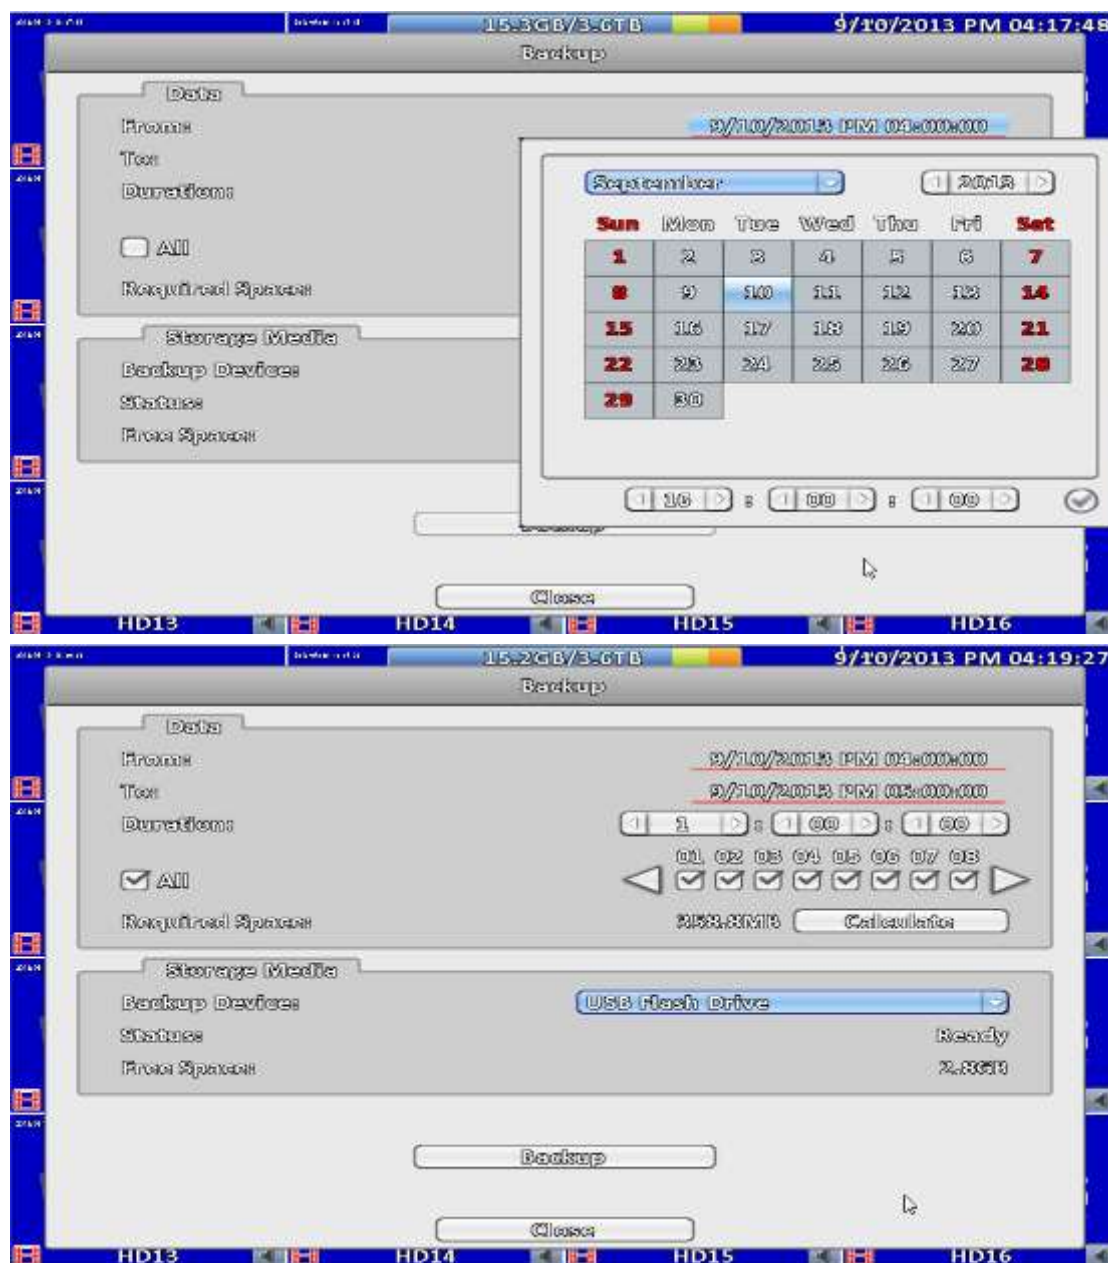 15.3GB/3.6TB 9/10/2013 PM 04:17:48
Backup
Data
From: 9/10/2013 PM 04:00:00
To:
Duration:
All
Required Space:
Storage Media
Backup Device:
Status:
Free Space:
September 2013
Sun Mon Tue Wed Thu Fri Sat
1 2 3 4 5 6 7
8 9 10 11 12 13 14
15 16 17 18 19 20 21
22 23 24 25 26 27 28
29 30
16 : 00 : 00
Backup
Close
HD13 HD14 HD15 HD16
15.2GB/3.6TB 9/10/2013 PM 04:19:27
Backup
Data
From: 9/10/2013 PM 04:00:00
To: 9/10/2013 PM 05:00:00
Duration: 1 : 00 : 00
01 02 03 04 05 06 07 08
All
Required Space: Calculate
Storage Media
Backup Device: USB Flash Drive
Status: Ready
Free Space: 2.8GB
Backup
Close
HD13 HD14 HD15 HD16